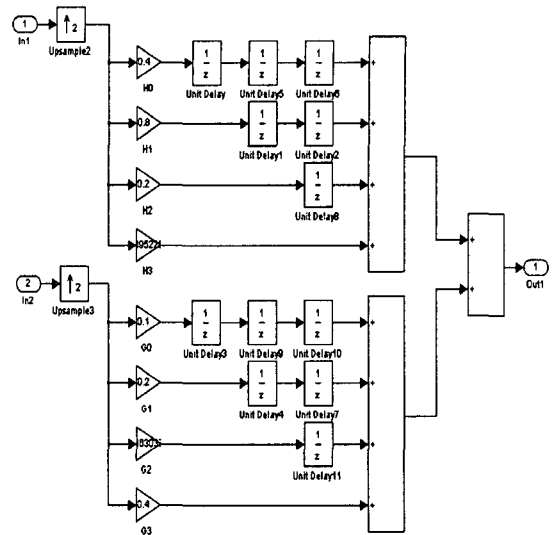 1
In1
2
Upsample2
0.4
H0
1
z
Unit Delay
1
z
Unit Delay5
1
z
Unit Delay6
+
0.8
H1
1
z
Unit Delay1
1
z
Unit Delay2
+
0.2
H2
1
z
Unit Delay8
+
H3
+
+
+
1
Out1
2
In2
2
Upsample3
0.1
G0
1
z
Unit Delay3
1
z
Unit Delay9
1
z
Unit Delay10
+
0.2
G1
1
z
Unit Delay4
1
z
Unit Delay7
+
G2
1
z
Unit Delay11
+
0.4
G3
+